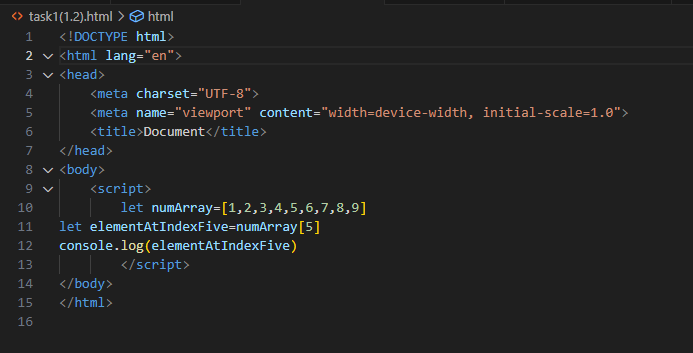 task1(1.2).html > html
1 <!DOCTYPE html>
2 <html lang="en">
3 <head>
4 <meta charset="UTF-8">
5 <meta name="viewport" content="width=device-width, initial-scale=1.0">
6 <title>Document</title>
7 </head>
8 <body>
9 <script>
10 let numArray=[1,2,3,4,5,6,7,8,9]
11 let elementAtIndexFive=numArray[5]
12 console.log(elementAtIndexFive)
13 </script>
14 </body>
15 </html>
16